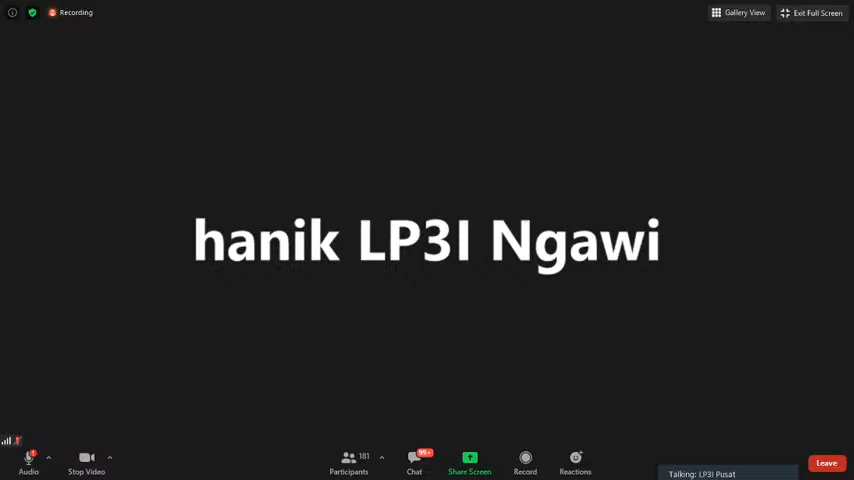 Recording
Gallery View
Exit Full Screen
hanik LP3I Ngawi
Audio
Stop Video
181
Participants
99+
Chat
Share Screen
Record
Reactions
Talking: LP3I Pusat
Leave